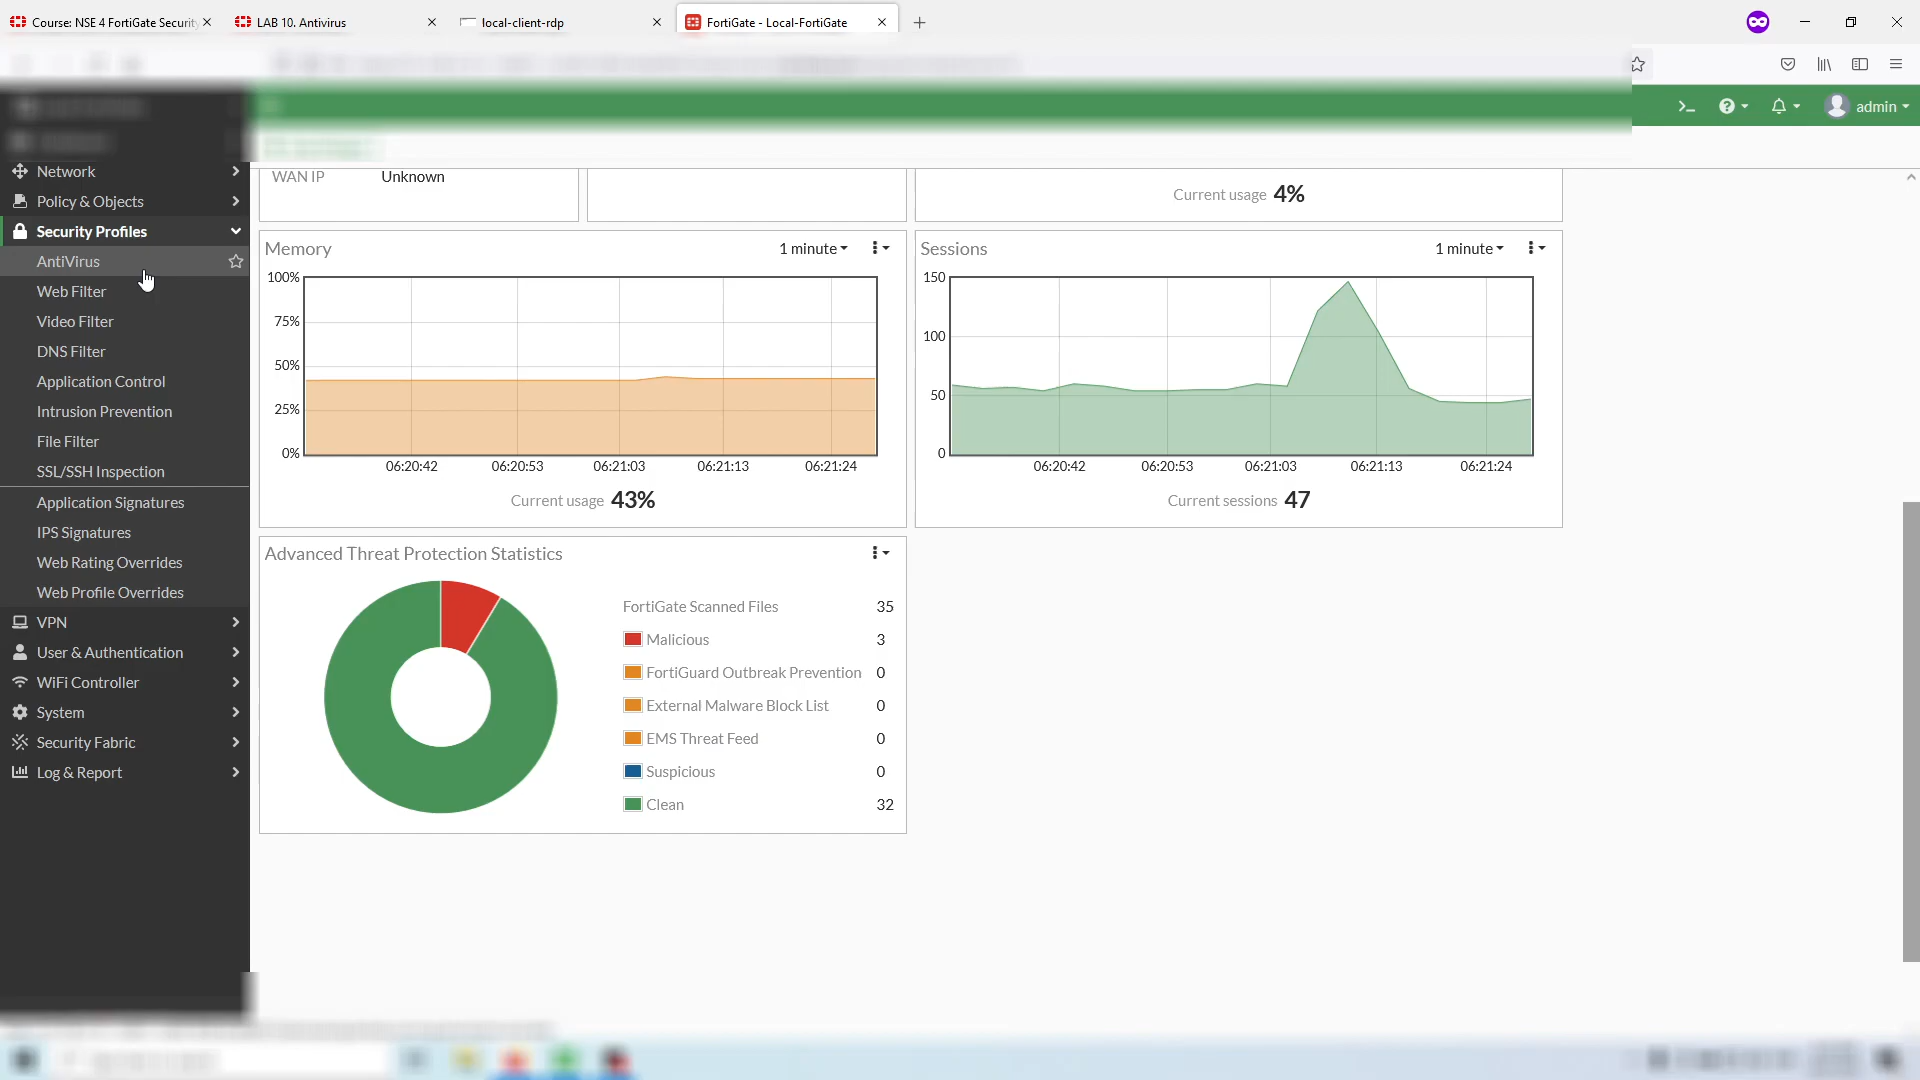 Course: NSE 4 FortiGate Security
LAB 10. Antivirus
local-client-rdp
FortiGate - Local-FortiGate
admin
Network
Policy & Objects
Security Profiles
AntiVirus
Web Filter
Video Filter
DNS Filter
Application Control
Intrusion Prevention
File Filter
SSL/SSH Inspection
Application Signatures
IPS Signatures
Web Rating Overrides
Web Profile Overrides
VPN
User & Authentication
WiFi Controller
System
Security Fabric
Log & Report
WAN IP Unknown
Current usage 4%
Memory 1 minute
100%
75%
50%
25%
0%
06:20:42 06:20:53 06:21:03 06:21:13 06:21:24
Current usage 43%
Sessions 1 minute
150
100
50
0
06:20:42 06:20:53 06:21:03 06:21:13 06:21:24
Current sessions 47
Advanced Threat Protection Statistics
FortiGate Scanned Files 35
Malicious 3
FortiGuard Outbreak Prevention 0
External Malware Block List 0
EMS Threat Feed 0
Suspicious 0
Clean 32